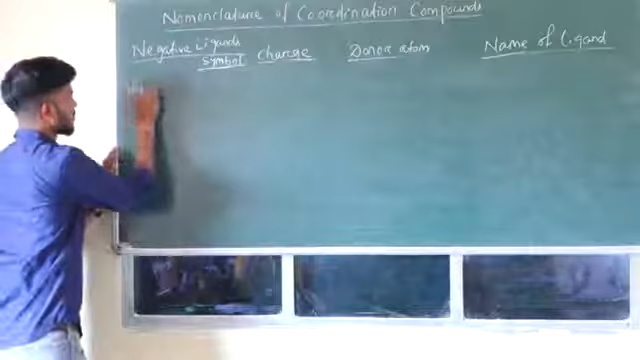 Nomenclature of Coordination Compounds
Negative Ligands
Symbol Charge Donor atom Name of Ligand